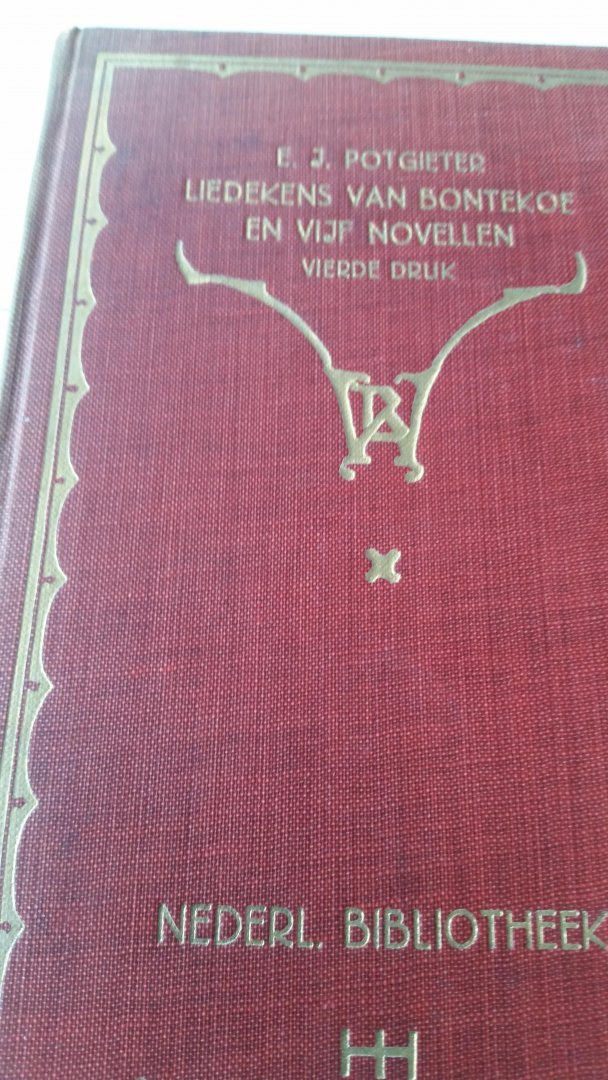 E. J. POTGIETER
LIEDEKENS VAN BONTEKOE
EN VIJF NOVELLEN
VIERDE DRUK
NEDERL. BIBLIOTHEEK